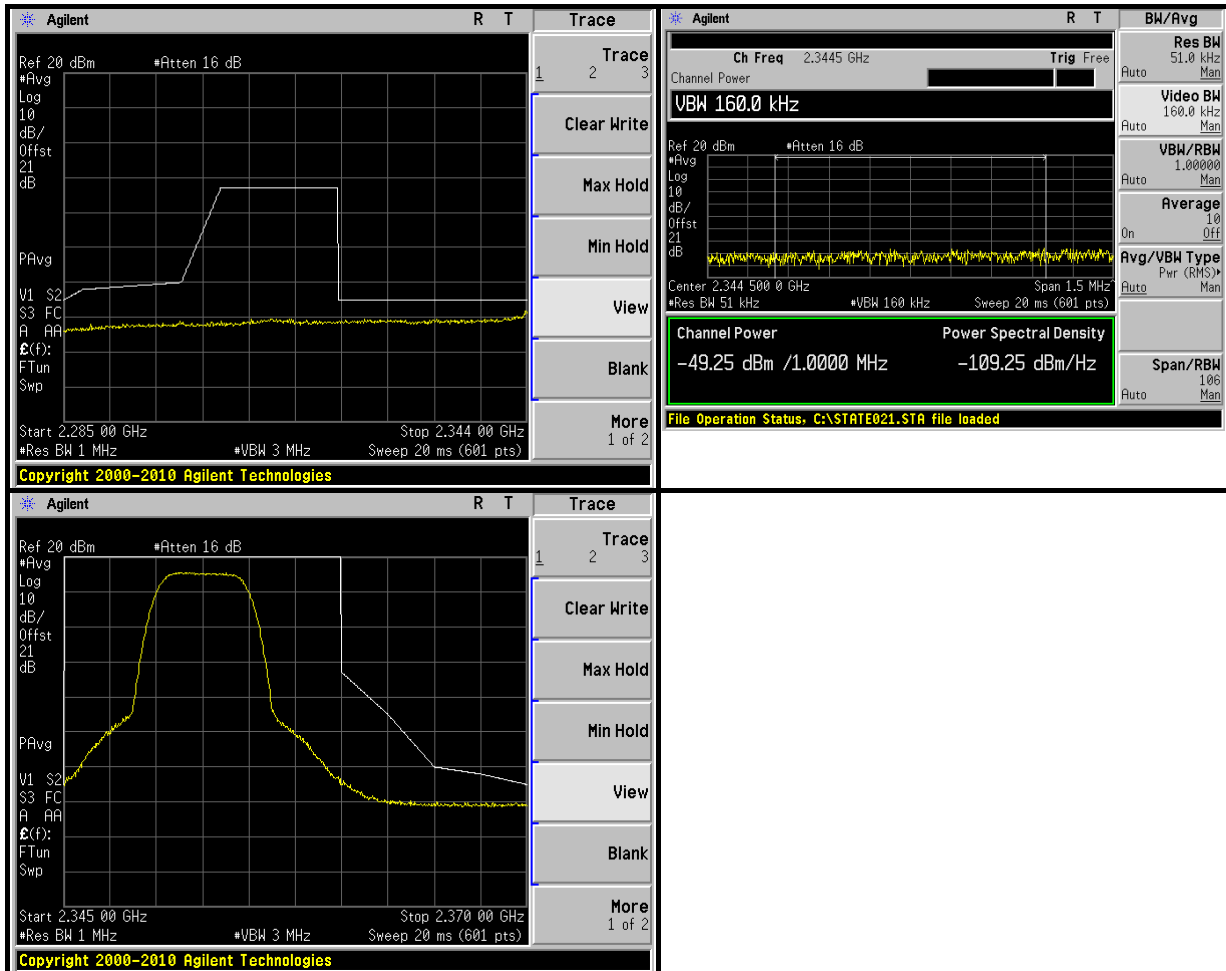 Agilent R T Trace
Ref 20 dBm #Atten 16 dB
#Avg
Log
10
dB/
Offst
21
dB
PAvg
V1 S2
S3 FC
A AA
£(f):
FTun
Swp
Start 2.285 00 GHz Stop 2.344 00 GHz
#Res BW 1 MHz #VBW 3 MHz Sweep 20 ms (601 pts)
Copyright 2000-2010 Agilent Technologies
Trace
1 2 3
Clear Write
Max Hold
Min Hold
View
Blank
More
1 of 2
Agilent R T BW/Avg
Ch Freq 2.3445 GHz Trig Free
Channel Power
VBW 160.0 kHz
Ref 20 dBm #Atten 16 dB
#Avg
Log
10
dB/
Offst
21
dB
Center 2.344 500 0 GHz Span 1.5 MHz^
#Res BW 51 kHz #VBW 160 kHz Sweep 20 ms (601 pts)
Channel Power Power Spectral Density
-49.25 dBm /1.0000 MHz -109.25 dBm/Hz
File Operation Status, C:\STATE021.STA file loaded
Res BW
51.0 kHz
Auto Man
Video BW
160.0 kHz
Auto Man
VBW/RBW
1.00000
Auto Man
Average
10
On Off
Avg/VBW Type
Pwr (RMS)▸
Auto Man
Span/RBW
106
Auto Man
Agilent R T Trace
Ref 20 dBm #Atten 16 dB
#Avg
Log
10
dB/
Offst
21
dB
PAvg
V1 S2
S3 FC
A AA
£(f):
FTun
Swp
Start 2.345 00 GHz Stop 2.370 00 GHz
#Res BW 1 MHz #VBW 3 MHz Sweep 20 ms (601 pts)
Copyright 2000-2010 Agilent Technologies
Trace
1 2 3
Clear Write
Max Hold
Min Hold
View
Blank
More
1 of 2